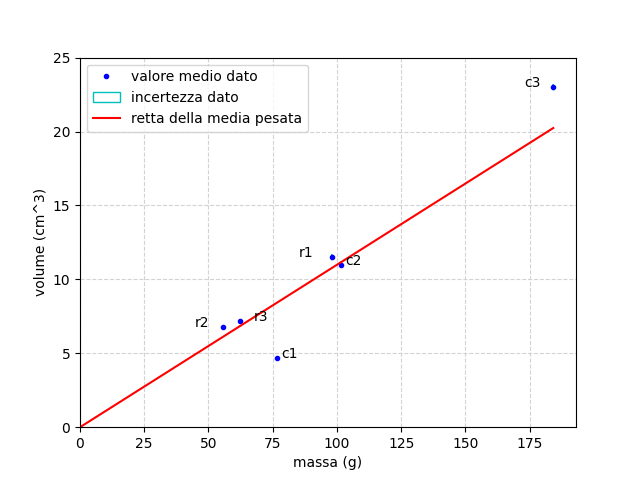 valore medio dato
incertezza dato
retta della media pesata
25
20
15
10
5
0
volume (cm^3)
c3
r1
c2
r2
r3
c1
0
25
50
75
100
125
150
175
massa (g)